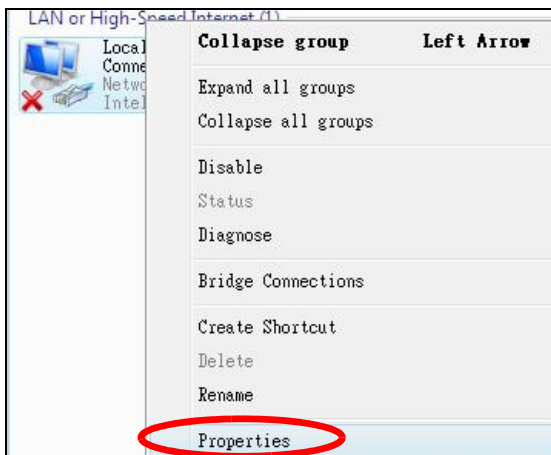 LAN or High-Speed Internet (1)
Local
Conne
Netwo
Intel
Collapse group Left Arrow
Expand all groups
Collapse all groups
Disable
Status
Diagnose
Bridge Connections
Create Shortcut
Delete
Rename
Properties